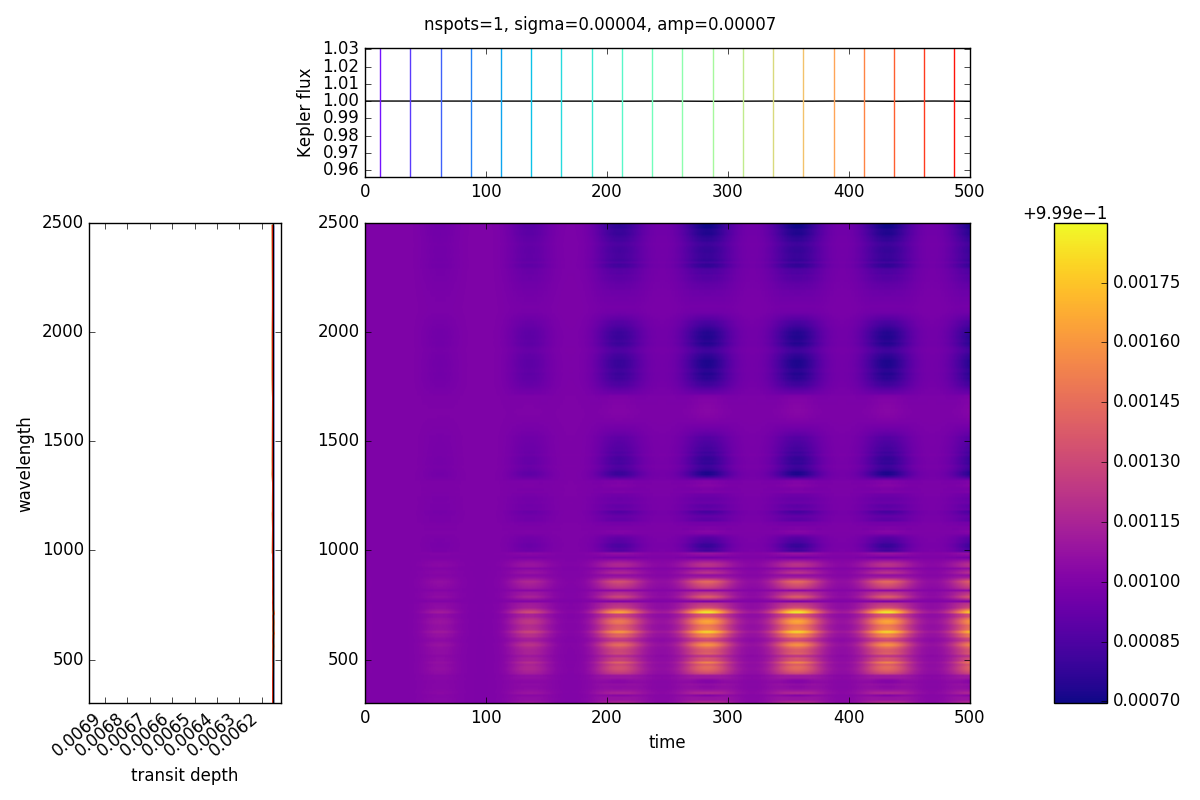 nspots=1, sigma=0.00004, amp=0.00007
Kepler flux
1.03
1.02
1.01
1.00
0.99
0.98
0.97
0.96
0 100 200 300 400 500
wavelength
2500
2000
1500
1000
500
0.0069 0.0068 0.0067 0.0066 0.0065 0.0064 0.0063 0.0062
transit depth
2500
2000
1500
1000
500
0 100 200 300 400 500
time
+9.99e−1
0.00175
0.00160
0.00145
0.00130
0.00115
0.00100
0.00085
0.00070